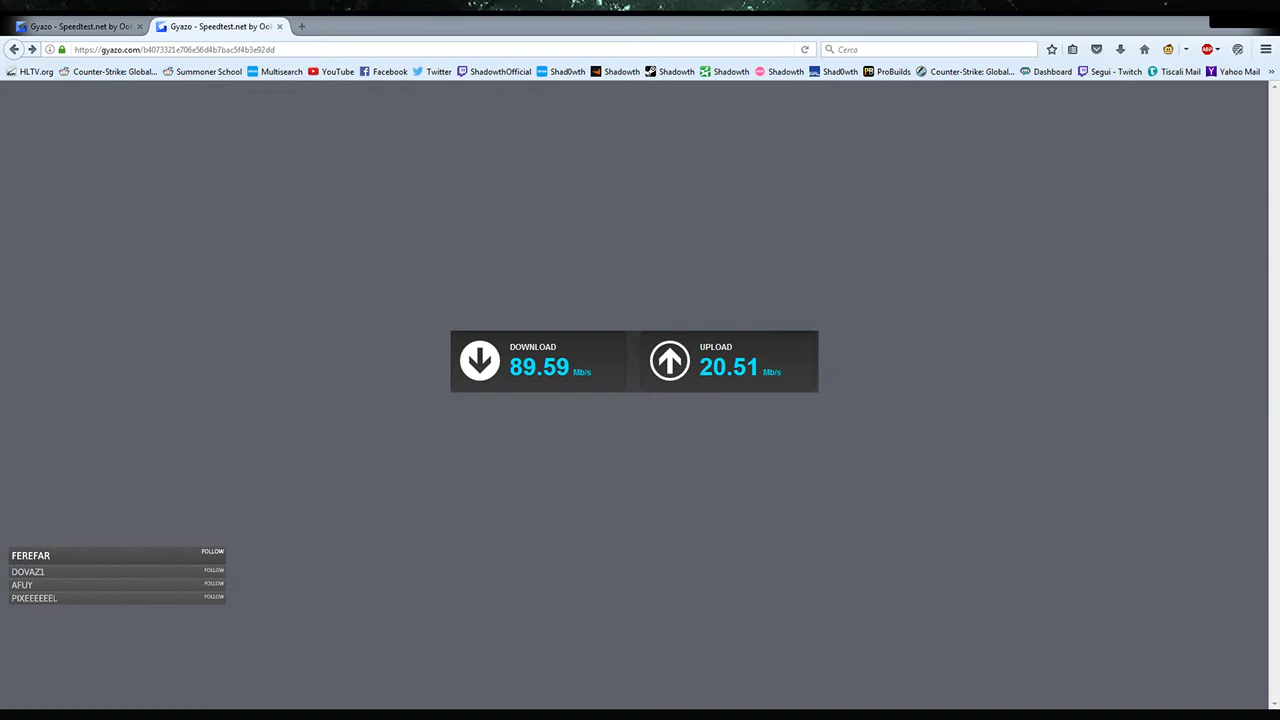 Gyazo - Speedtest.net by Ook
Gyazo - Speedtest.net by Ook
https://gyazo.com/b4073321e706e56d4b7bac5f4b3e92dd
Cerca
HLTV.org Counter-Strike: Global... Summoner School Multisearch YouTube Facebook Twitter ShadowthOfficial Shad0wth Shadowth Shadowth Shadowth Shadowth Shad0wth ProBuilds Counter-Strike: Global... Dashboard Segui - Twitch Tiscali Mail Yahoo Mail »
DOWNLOAD
89.59 Mb/s
UPLOAD
20.51 Mb/s
FEREFAR FOLLOW
DOVAZ1 FOLLOW
AFUY FOLLOW
PIXEEEEEEL FOLLOW